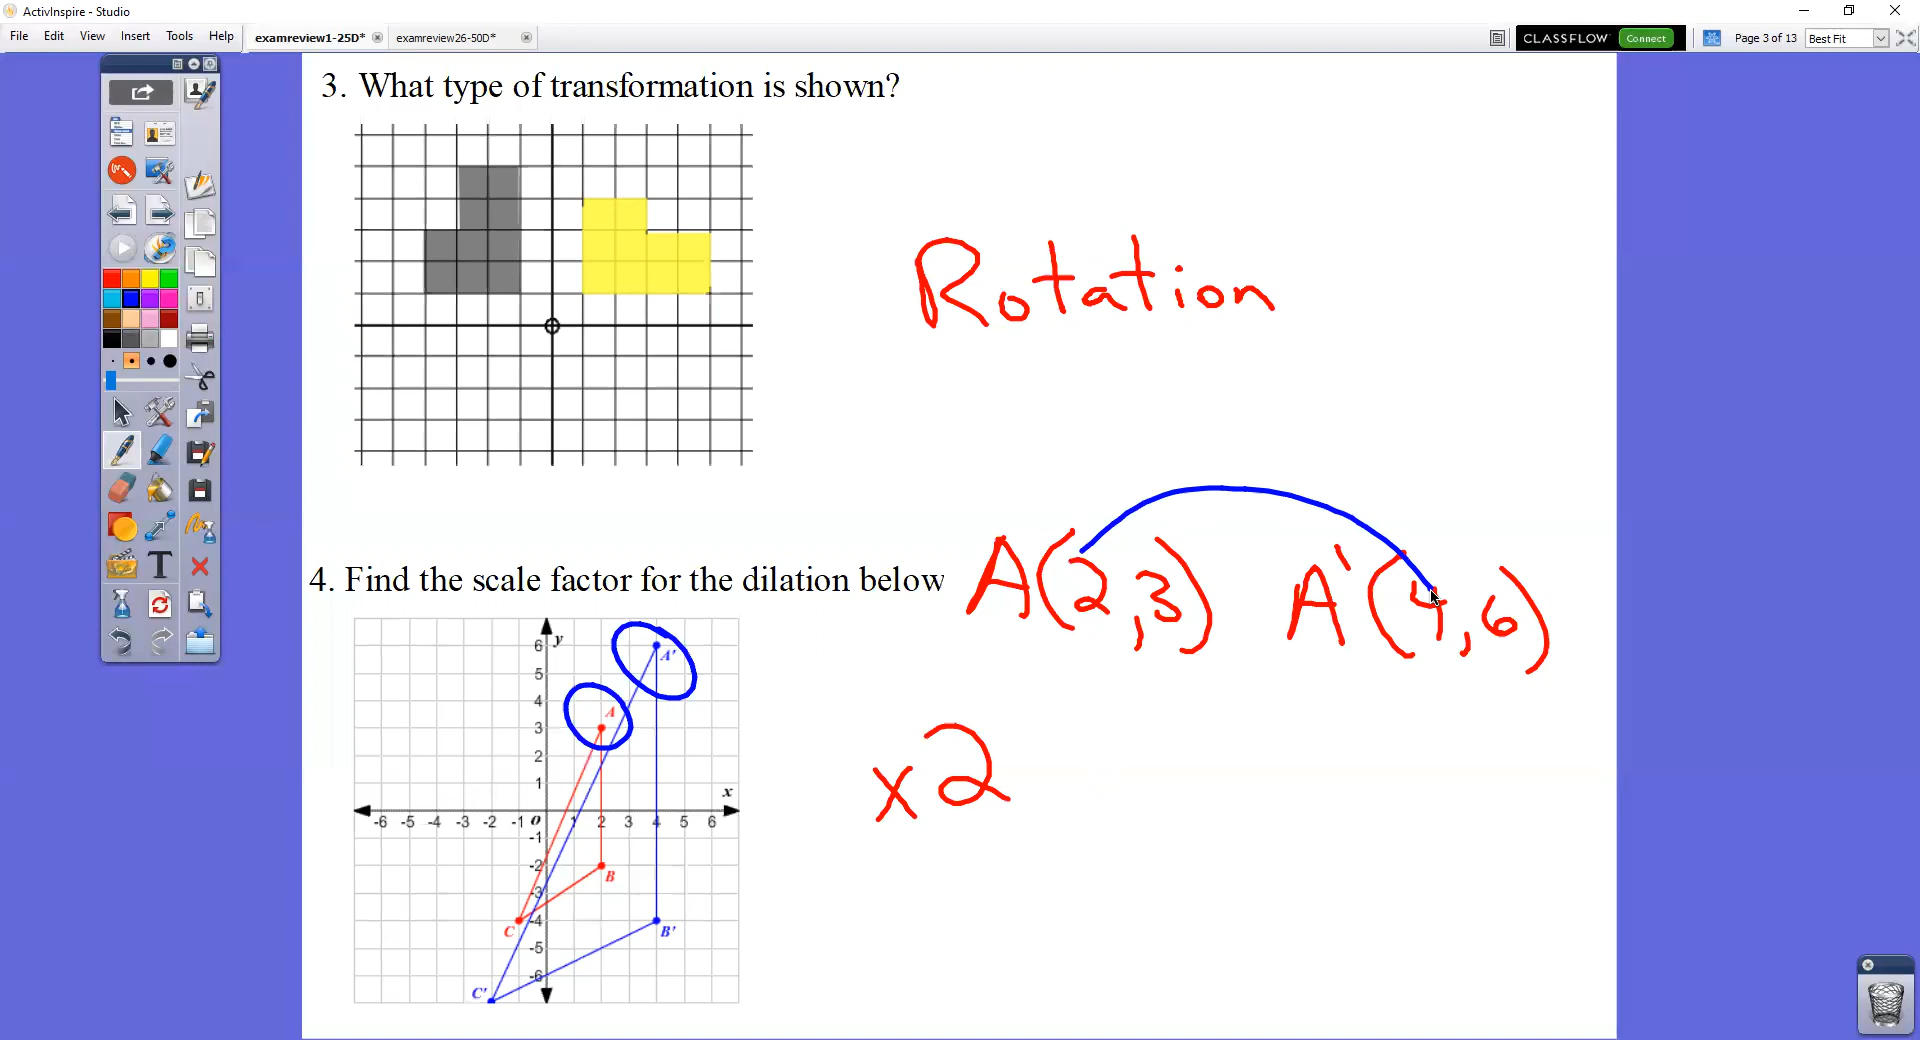 ActivInspire - Studio
File Edit View Insert Tools Help
examreview1-25D* examreview26-50D*
CLASSFLOW Connect
Page 3 of 13
Best Fit
3. What type of transformation is shown?
Rotation
4. Find the scale factor for the dilation below
A(2,3) A'(4,6)
x2
y
6
A'
5
4
A
3
2
1
x
-6 -5 -4 -3 -2 -1 O 1 2 3 4 5 6
-1
-2
B
-3
-4
C
B'
-5
-6
C'
T